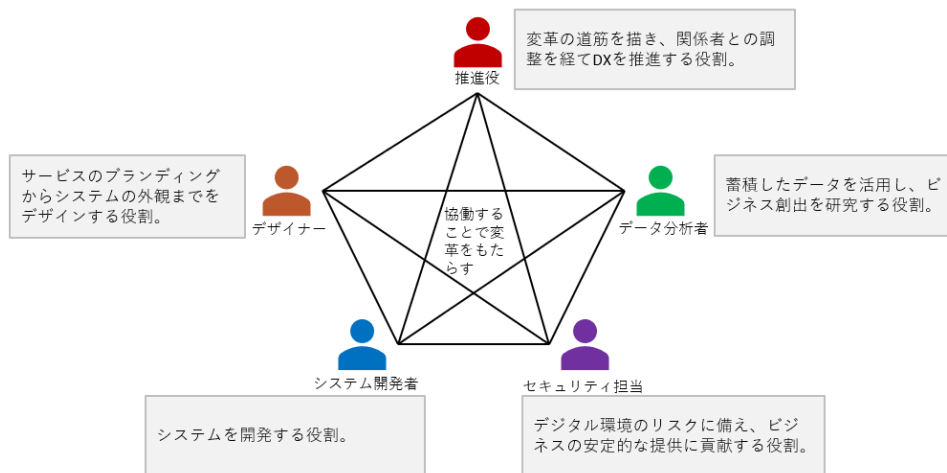 変革の道筋を描き、関係者との調
整を経てDXを推進する役割。
推進役
サービスのブランディング
からシステムの外観までを
デザインする役割。
デザイナー
蓄積したデータを活用し、ビ
ジネス創出を研究する役割。
データ分析者
協働する
ことで変
革をもた
らす
システム開発者
システムを開発する役割。
セキュリティ担当
デジタル環境のリスクに備え、ビジ
ネスの安定的な提供に貢献する役割。